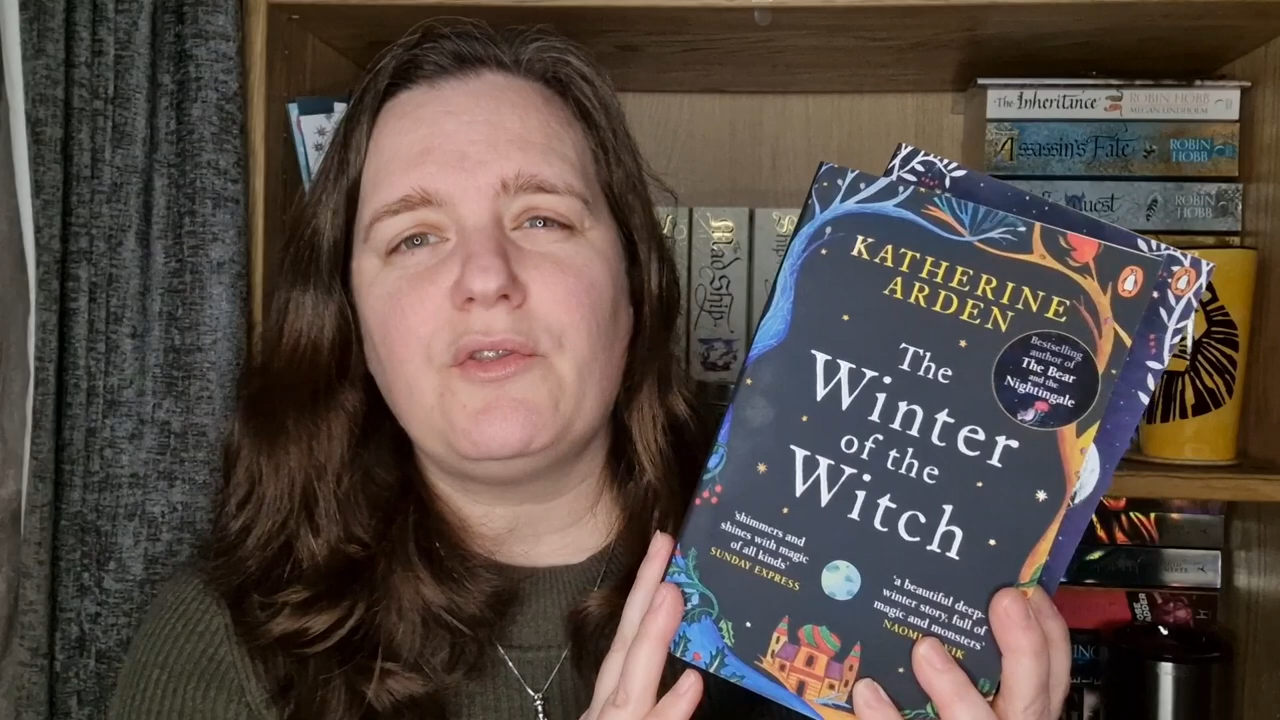 The Inheritance ROBIN HOBB
MEGAN LINDHOLM
Assassin's Fate ROBIN
HOBB
Quest ROBIN
HOBB
Mad Ship
KATHERINE
ARDEN
Bestselling
author of
The Bear
and the
Nightingale
The
Winter
of the
Witch
'shimmers and
shines with magic
of all kinds'
SUNDAY EXPRESS
'a beautiful deep-
winter story, full of
magic and monsters'